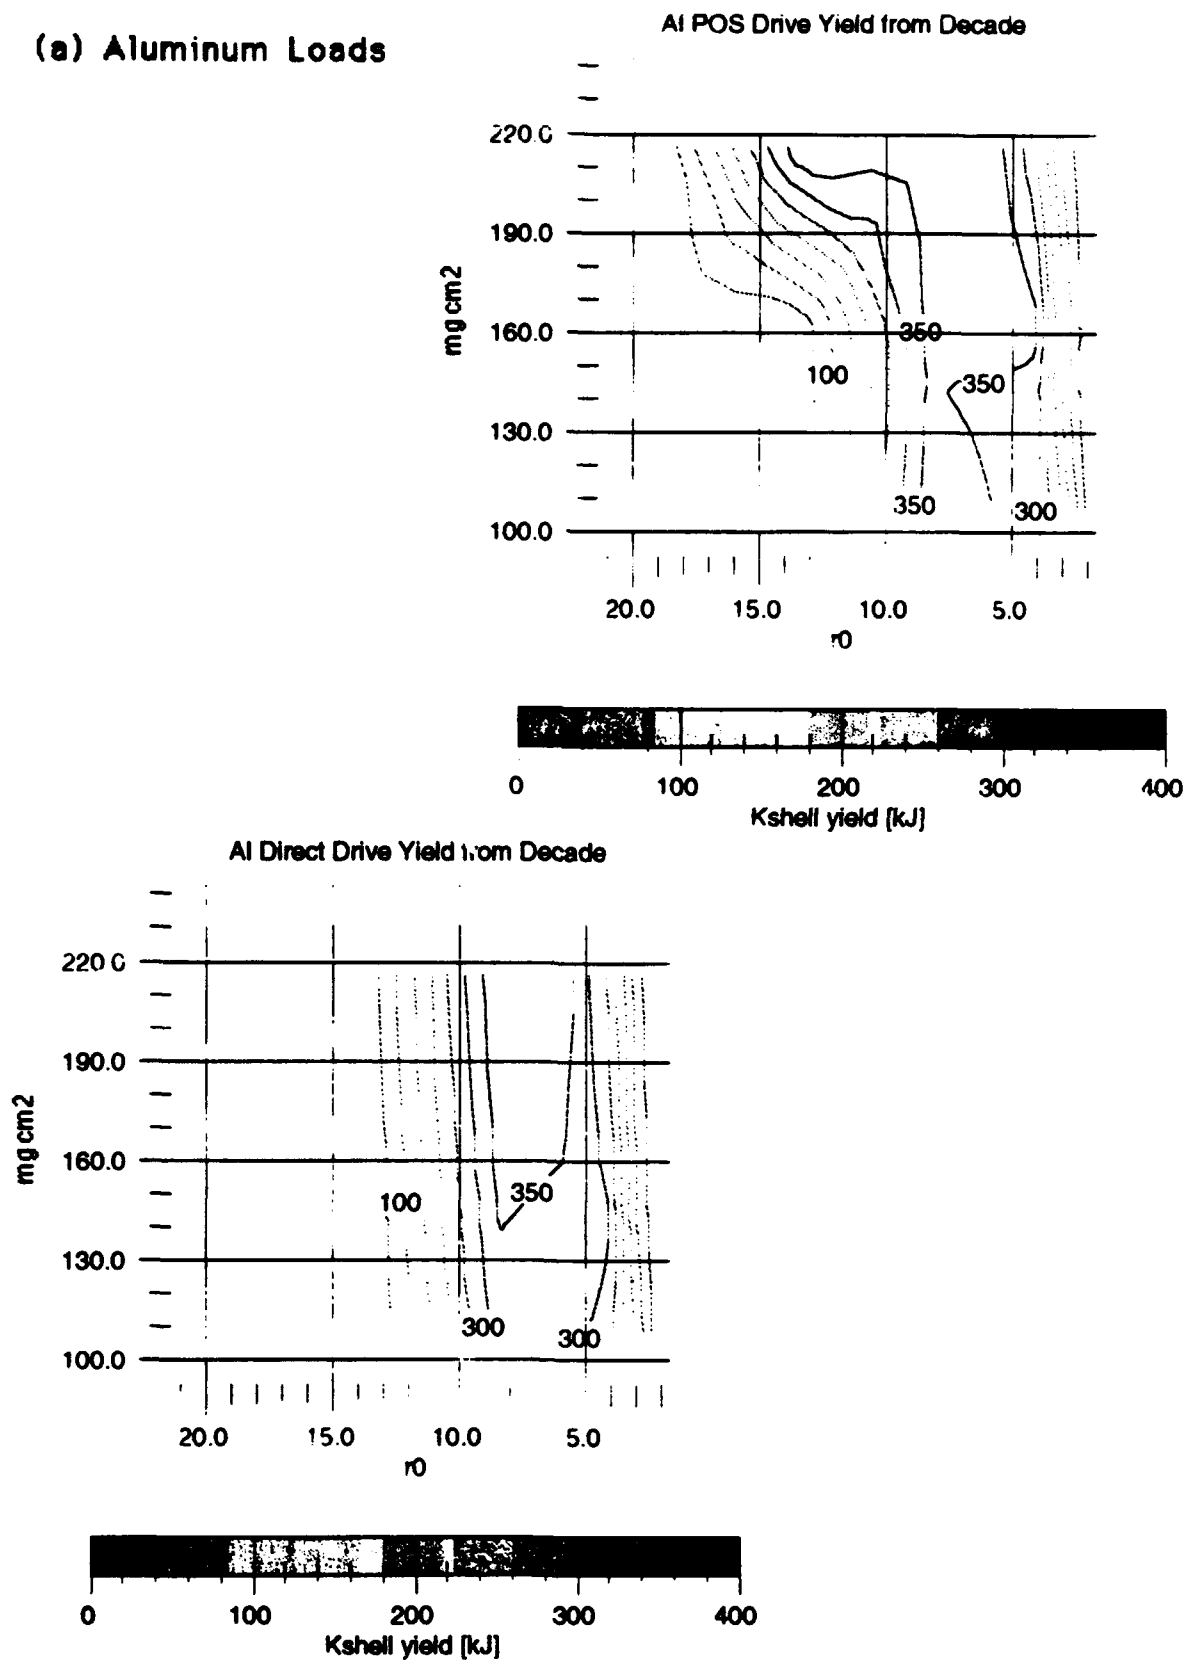 (a) Aluminum Loads
Al POS Drive Yield from Decade
220.0
190.0
160.0
130.0
100.0
mg cm2
350
100
350
350
300
20.0 15.0 10.0 5.0
r0
0 100 200 300 400
Kshell yield [kJ]
Al Direct Drive Yield from Decade
220.0
190.0
160.0
130.0
100.0
mg cm2
350
100
300
300
20.0 15.0 10.0 5.0
r0
0 100 200 300 400
Kshell yield [kJ]